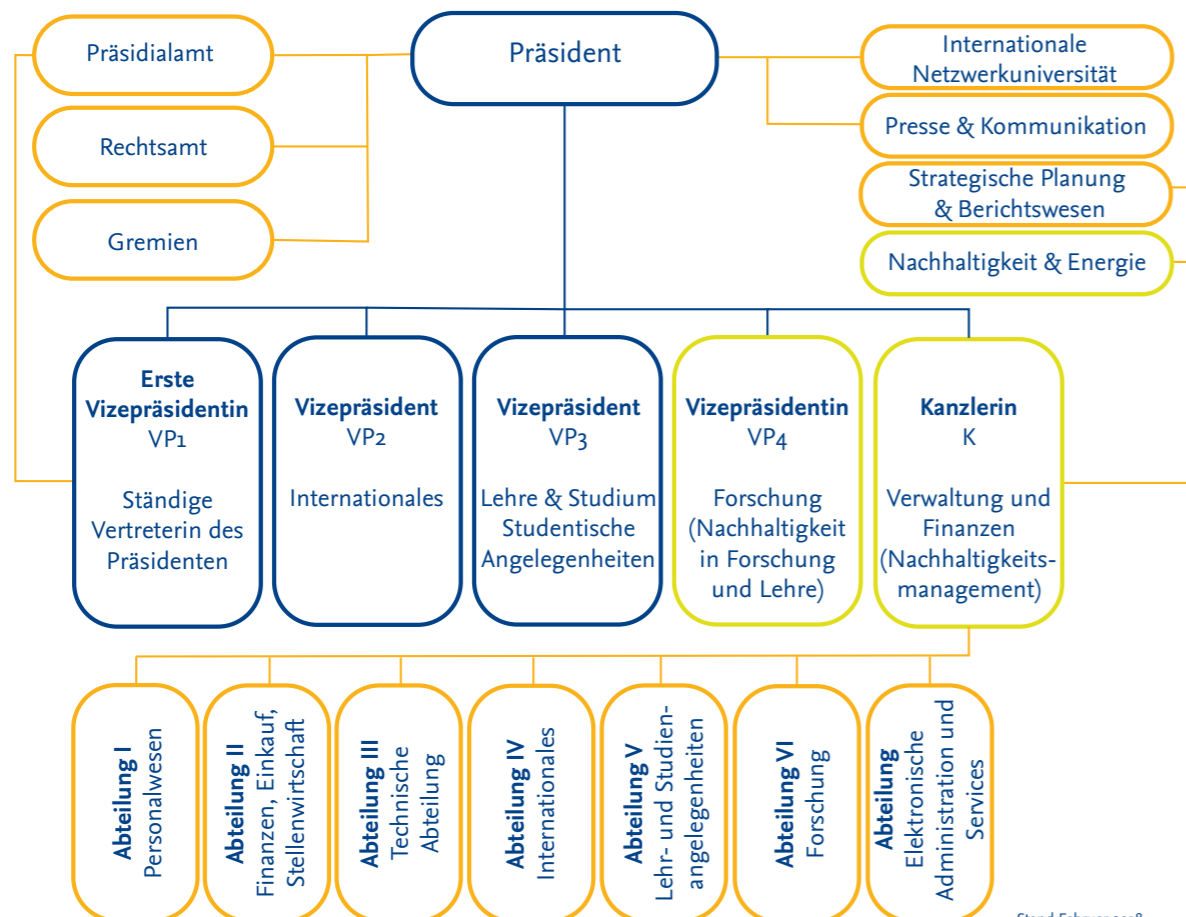 Präsidialamt
Rechtsamt
Gremien
Präsident
Internationale
Netzwerkuniversität
Presse & Kommunikation
Strategische Planung
& Berichtswesen
Nachhaltigkeit & Energie
Erste
Vizepräsidentin
VP1
Ständige
Vertreterin des
Präsidenten
Vizepräsident
VP2
Internationales
Vizepräsident
VP3
Lehre & Studium
Studentische
Angelegenheiten
Vizepräsidentin
VP4
Forschung
(Nachhaltigkeit
in Forschung
und Lehre)
Kanzlerin
K
Verwaltung und
Finanzen
(Nachhaltigkeits-
management)
Abteilung I
Personalwesen
Abteilung II
Finanzen, Einkauf,
Stellenwirtschaft
Abteilung III
Technische
Abteilung
Abteilung IV
Internationales
Abteilung V
Lehr- und Studien-
angelegenheiten
Abteilung VI
Forschung
Abteilung
Elektronische
Administration und
Services
Stand Februar